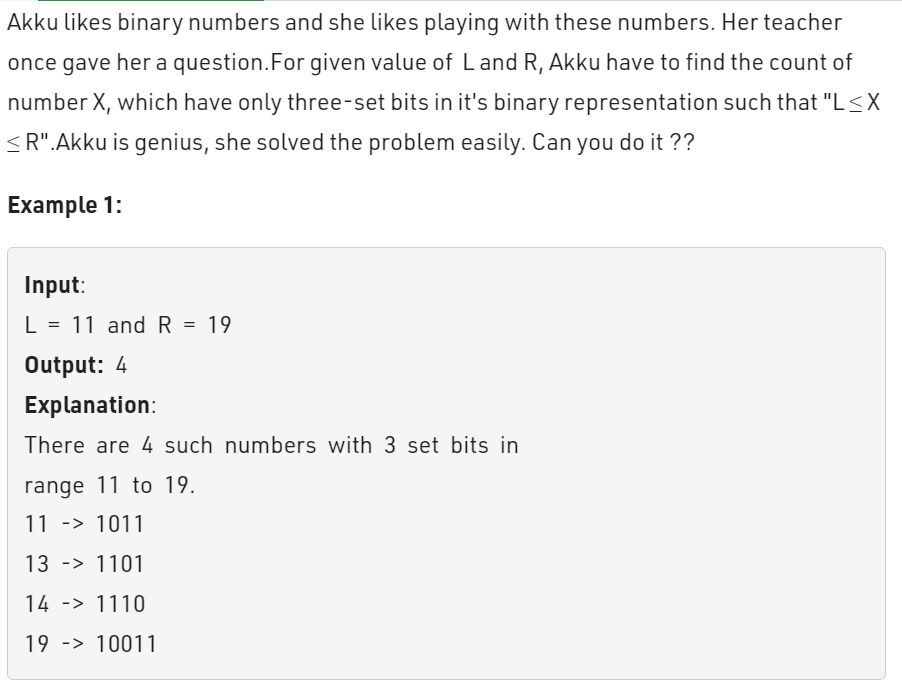 Akku likes binary numbers and she likes playing with these numbers. Her teacher
once gave her a question.For given value of L and R, Akku have to find the count of
number X, which have only three-set bits in it's binary representation such that "L ≤ X
≤ R".Akku is genius, she solved the problem easily. Can you do it ??
Example 1:
Input:
L = 11 and R = 19
Output: 4
Explanation:
There are 4 such numbers with 3 set bits in
range 11 to 19.
11 -> 1011
13 -> 1101
14 -> 1110
19 -> 10011